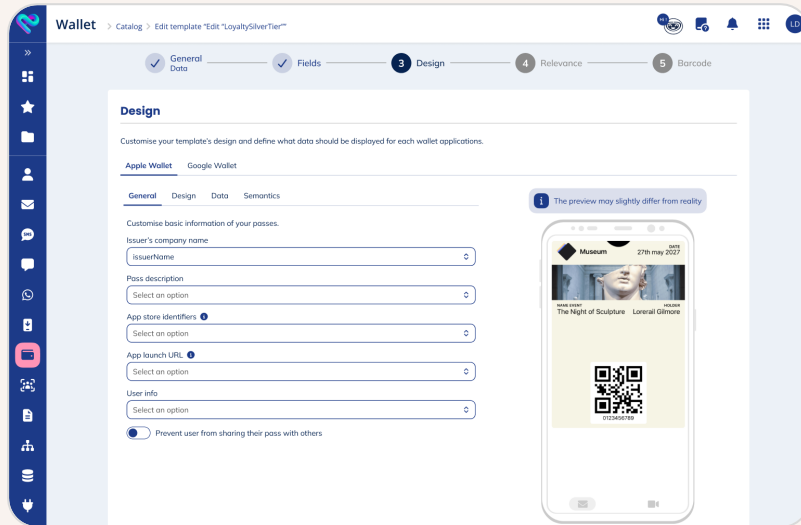 Wallet > Catalog > Edit template "Edit "LoyaltySilverTier""
LD
General
Data
Fields
3 Design
4 Relevance
5 Barcode
Design
Customise your template's design and define what data should be displayed for each wallet applications.
Apple Wallet Google Wallet
General Design Data Semantics
i The preview may slightly differ from reality
Customise basic information of your passes.
Issuer's company name
issuerName
Pass description
Select an option
App store identifiers i
Select an option
App launch URL i
Select an option
User info
Select an option
Prevent user from sharing their pass with others
Museum
DATE
27th may 2027
NAME EVENT
The Night of Sculpture
HOLDER
Lorerail Gilmore
0123456789
SMS